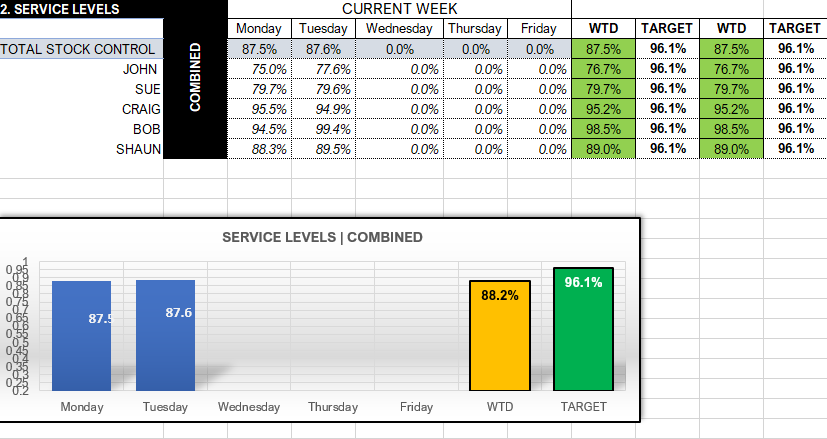 2. SERVICE LEVELS CURRENT WEEK
COMBINED
Monday Tuesday Wednesday Thursday Friday WTD TARGET WTD TARGET
TOTAL STOCK CONTROL 87.5% 87.6% 0.0% 0.0% 0.0% 87.5% 96.1% 87.5% 96.1%
JOHN 75.0% 77.6% 0.0% 0.0% 0.0% 76.7% 96.1% 76.7% 96.1%
SUE 79.7% 79.6% 0.0% 0.0% 0.0% 79.7% 96.1% 79.7% 96.1%
CRAIG 95.5% 94.9% 0.0% 0.0% 0.0% 95.2% 96.1% 95.2% 96.1%
BOB 94.5% 99.4% 0.0% 0.0% 0.0% 98.5% 96.1% 98.5% 96.1%
SHAUN 88.3% 89.5% 0.0% 0.0% 0.0% 89.0% 96.1% 89.0% 96.1%
SERVICE LEVELS | COMBINED
1
0.95
0.9
0.85
0.8
0.75
0.7
0.65
0.6
0.55
0.5
0.45
0.4
0.35
0.3
0.25
0.2
87.5
87.6
88.2%
96.1%
Monday Tuesday Wednesday Thursday Friday WTD TARGET